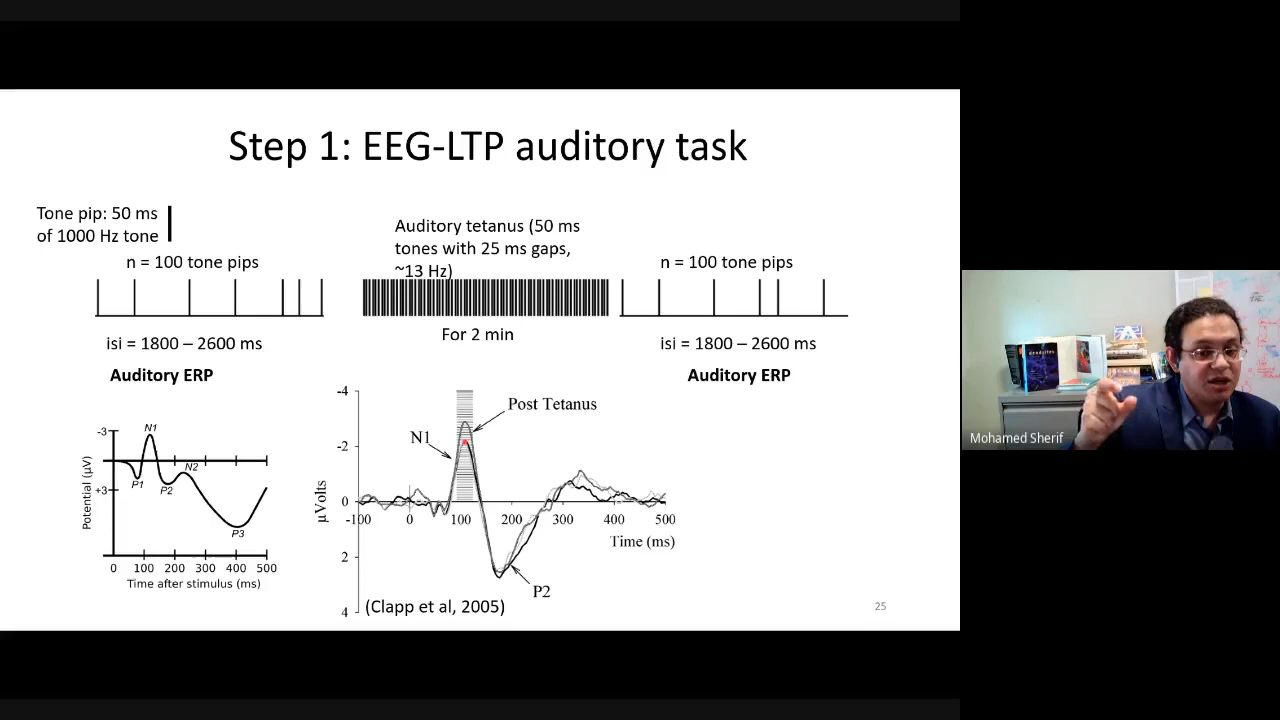 Step 1: EEG-LTP auditory task
Tone pip: 50 ms
of 1000 Hz tone
n = 100 tone pips
isi = 1800 – 2600 ms
Auditory ERP
Auditory tetanus (50 ms
tones with 25 ms gaps,
~13 Hz)
For 2 min
n = 100 tone pips
isi = 1800 – 2600 ms
Auditory ERP
Potential (µV)
-3
+3
N1
P1
P2
N2
P3
0 100 200 300 400 500
Time after stimulus (ms)
µVolts
-4
-2
0
2
4
N1
Post Tetanus
P2
-100 0 100 200 300 400 500
Time (ms)
(Clapp et al, 2005)
25
Mohamed Sherif